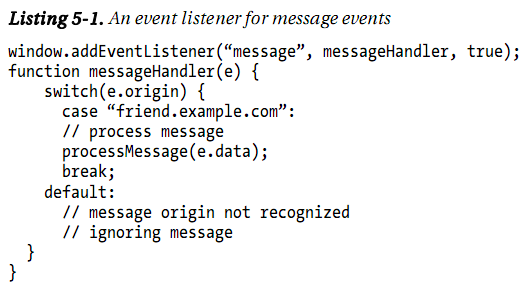 Listing 5-1. An event listener for message events
window.addEventListener(“message”, messageHandler, true);
function messageHandler(e) {
    switch(e.origin) {
      case “friend.example.com”:
      // process message
      processMessage(e.data);
      break;
    default:
      // message origin not recognized
      // ignoring message
  }
}